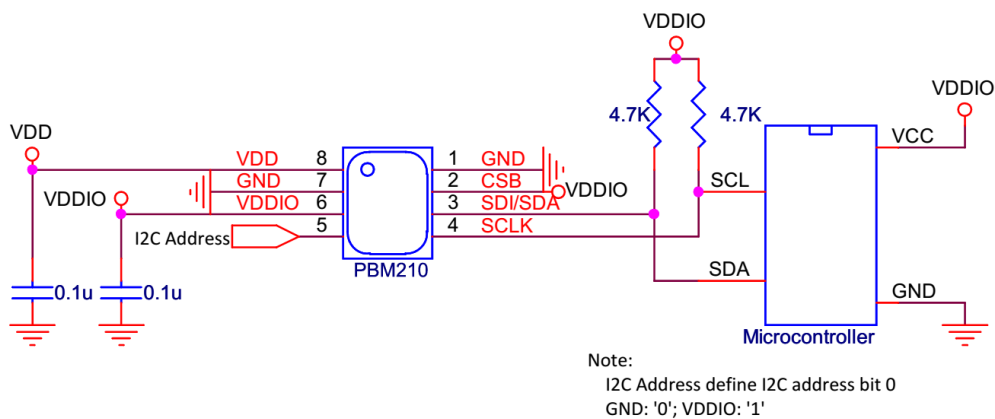 VDDIO
VDDIO
4.7K 4.7K
VDD
VCC
VDD 8 1 GND
GND 7 2 CSB VDDIO
VDDIO VDDIO 6 3 SDI/SDA
I2C Address 5 4 SCLK
SCL
PBM210
SDA
0.1u 0.1u
GND
Microcontroller
Note:
I2C Address define I2C address bit 0
GND: '0'; VDDIO: '1'